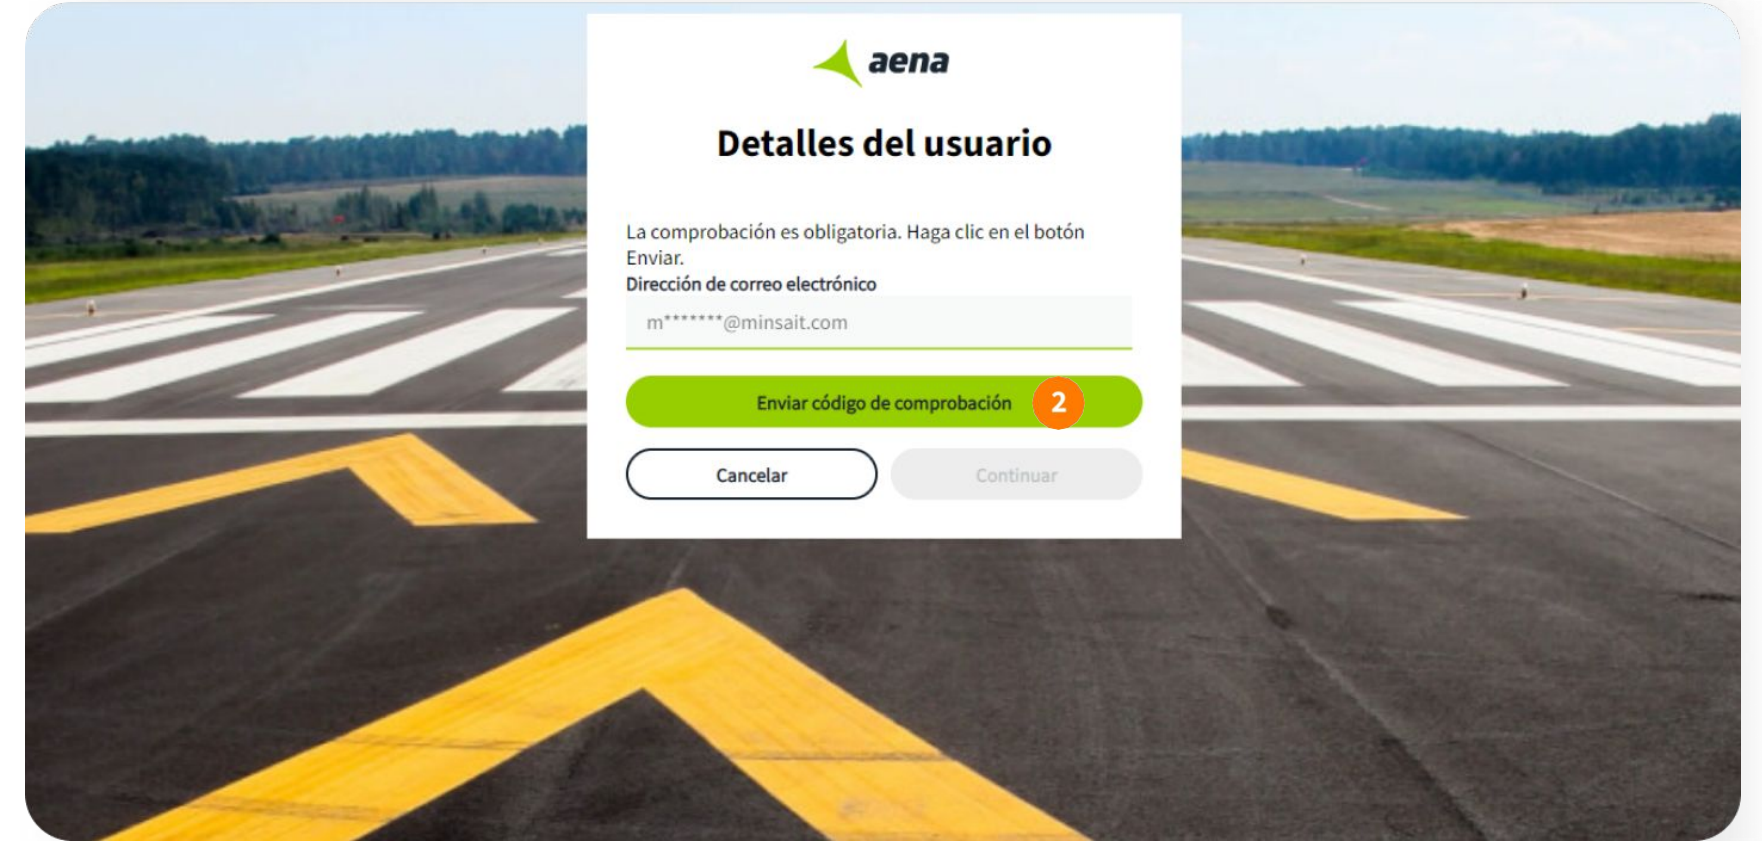 aena
Detalles del usuario
La comprobación es obligatoria. Haga clic en el botón
Enviar.
Dirección de correo electrónico
m*******@minsait.com
Enviar código de comprobación 2
Cancelar Continuar